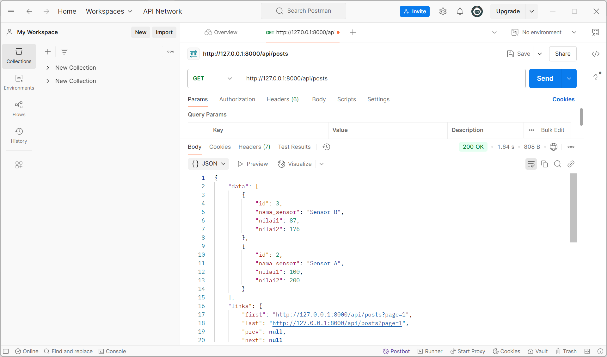 Home Workspaces API Network Search Postman Invite Upgrade
My Workspace New Import Overview GET http://127.0.0.1:8000/ap No environment
Collections
Environments
Flows
History
New Collection
New Collection
http://127.0.0.1:8000/api/posts Save Share
GET http://127.0.0.1:8000/api/posts Send
Params Authorization Headers (6) Body Scripts Settings Cookies
Query Params
Key Value Description Bulk Edit
Body Cookies Headers (7) Test Results 200 OK 1.64 s 808 B
{} JSON Preview Visualize
1 {
2 "data": [
3 {
4 "id": 3,
5 "nama_sensor": "Sensor B",
6 "nilai1": 87,
7 "nilai2": 176
8 },
9 {
10 "id": 2,
11 "nama_sensor": "Sensor A",
12 "nilai1": 100,
13 "nilai2": 200
14 }
15 ],
16 "links": {
17 "first": "http://127.0.0.1:8000/api/posts?page=1",
18 "last": "http://127.0.0.1:8000/api/posts?page=1",
19 "prev": null,
20 "next": null
Online Find and replace Console Postbot Runner Start Proxy Cookies Vault Trash